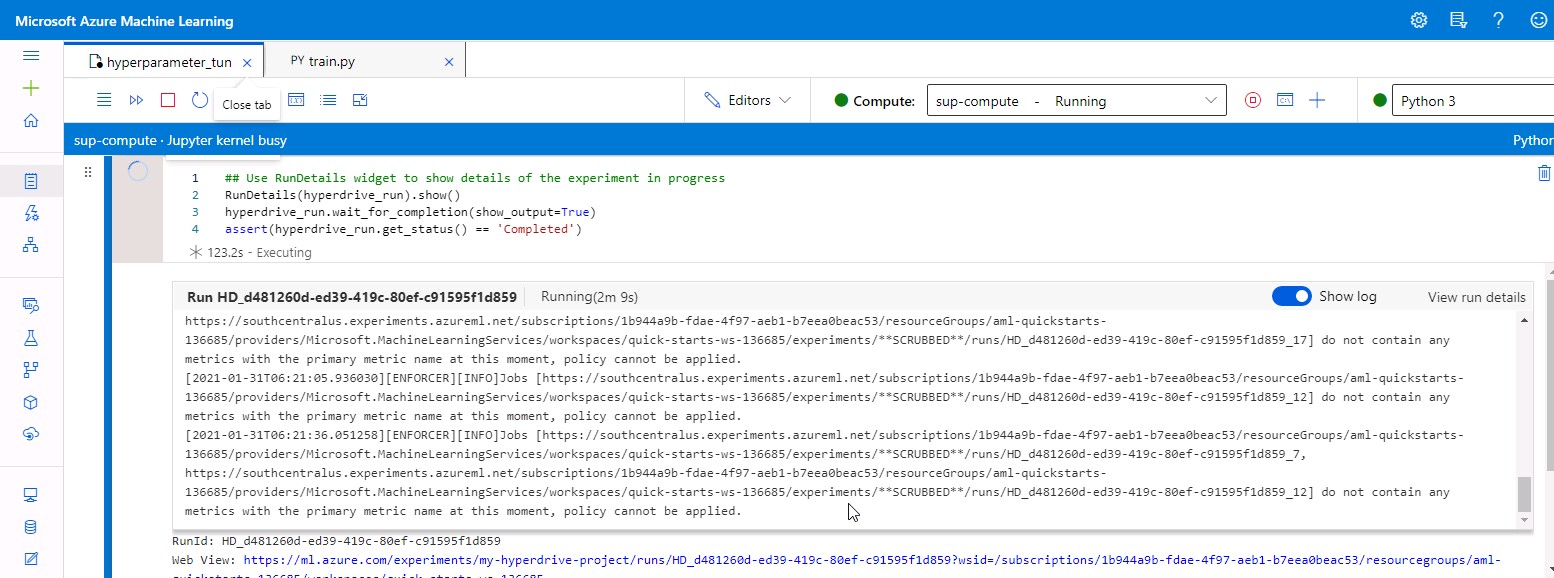 Microsoft Azure Machine Learning
hyperparameter_tun
PY train.py
Close tab
Editors
Compute:
sup-compute - Running
Python 3
sup-compute · Jupyter kernel busy
Python
1 ## Use RunDetails widget to show details of the experiment in progress
2 RunDetails(hyperdrive_run).show()
3 hyperdrive_run.wait_for_completion(show_output=True)
4 assert(hyperdrive_run.get_status() == 'Completed')
123.2s - Executing
Run HD_d481260d-ed39-419c-80ef-c91595f1d859
Running(2m 9s)
Show log
View run details
https://southcentralus.experiments.azureml.net/subscriptions/1b944a9b-fdae-4f97-aeb1-b7eea0beac53/resourceGroups/aml-quickstarts-
136685/providers/Microsoft.MachineLearningServices/workspaces/quick-starts-ws-136685/experiments/**SCRUBBED**/runs/HD_d481260d-ed39-419c-80ef-c91595f1d859_17] do not contain any
metrics with the primary metric name at this moment, policy cannot be applied.
[2021-01-31T06:21:05.936030][ENFORCER][INFO]Jobs [https://southcentralus.experiments.azureml.net/subscriptions/1b944a9b-fdae-4f97-aeb1-b7eea0beac53/resourceGroups/aml-quickstarts-
136685/providers/Microsoft.MachineLearningServices/workspaces/quick-starts-ws-136685/experiments/**SCRUBBED**/runs/HD_d481260d-ed39-419c-80ef-c91595f1d859_12] do not contain any
metrics with the primary metric name at this moment, policy cannot be applied.
[2021-01-31T06:21:36.051258][ENFORCER][INFO]Jobs [https://southcentralus.experiments.azureml.net/subscriptions/1b944a9b-fdae-4f97-aeb1-b7eea0beac53/resourceGroups/aml-quickstarts-
136685/providers/Microsoft.MachineLearningServices/workspaces/quick-starts-ws-136685/experiments/**SCRUBBED**/runs/HD_d481260d-ed39-419c-80ef-c91595f1d859_7,
https://southcentralus.experiments.azureml.net/subscriptions/1b944a9b-fdae-4f97-aeb1-b7eea0beac53/resourceGroups/aml-quickstarts-
136685/providers/Microsoft.MachineLearningServices/workspaces/quick-starts-ws-136685/experiments/**SCRUBBED**/runs/HD_d481260d-ed39-419c-80ef-c91595f1d859_12] do not contain any
metrics with the primary metric name at this moment, policy cannot be applied.
RunId: HD_d481260d-ed39-419c-80ef-c91595f1d859
Web View: https://ml.azure.com/experiments/my-hyperdrive-project/runs/HD_d481260d-ed39-419c-80ef-c91595f1d859?wsid=/subscriptions/1b944a9b-fdae-4f97-aeb1-b7eea0beac53/resourcegroups/aml-
quickstarts-136685/workspaces/quick-starts-ws-136685